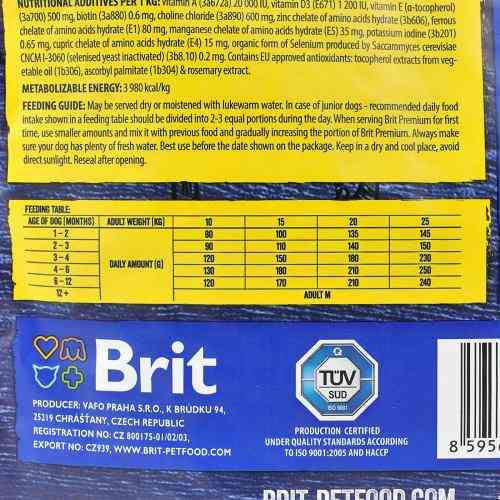 NUTRITIONAL ADDITIVES PER 1 KG: vitamin A (3a672a) 20 000 IU, vitamin D3 (E671) 1 200 IU, vitamin E (α-tocopherol)
(3a700) 500 mg, biotin (3a880) 0.6 mg, choline chloride (3a890) 600 mg, zinc chelate of amino acids hydrate (3b606), ferrous
chelate of amino acids hydrate (E1) 80 mg, manganese chelate of amino acids hydrate (E5) 35 mg, potassium iodine (3b201)
0.65 mg, cupric chelate of amino acids hydrate (E4) 15 mg, organic form of Selenium produced by Saccaromyces cerevisiae
CNCM I-3060 (selenised yeast inactivated) (3b8.10) 0.2 mg. Contains EU approved antioxidants: tocopherol extracts from veg-
etable oil (1b306), ascorbyl palmitate (1b304) & rosemary extract.
METABOLIZABLE ENERGY: 3 980 kcal/kg
FEEDING GUIDE: May be served dry or moistened with lukewarm water. In case of junior dogs - recommended daily food
intake shown in feeding table should be divided into 2-3 equal portions during the day. When serving Brit Premium for first
time, use smaller amounts and mix it with previous food and gradually increasing the portion of Brit Premium. Always make
sure your dog has plenty of fresh water. Best use before the date shown on the package. Keep in a dry and cool place, avoid
direct sunlight. Reseal after opening.
FEEDING TABLE:
AGE OF DOG (MONTHS) ADULT WEIGHT (KG) 10 15 20 25
1 - 2 80 100 135 145
2 - 3 90 110 140 150
3 - 4 DAILY AMOUNT (G) 120 150 180 230
4 - 6 130 180 210 250
6 - 12 120 170 210 240
12 + ADULT M
Brit
PRODUCER: VAFO PRAHA S.R.O., K BRŮDKU 94,
25219 CHRÁŠŤANY, CZECH REPUBLIC
REGISTRATION NO: CZ 800175-01/02/03,
EXPORT NO: CZ939, WWW.BRIT-PETFOOD.COM
Q
TÜV
SÜD
ISO 9001
PRODUCTION CERTIFIED
UNDER QUALITY STANDARDS ACCORDING
TO ISO 9001:2005 AND HACCP
8 595
BRIT-PETFOOD.COM